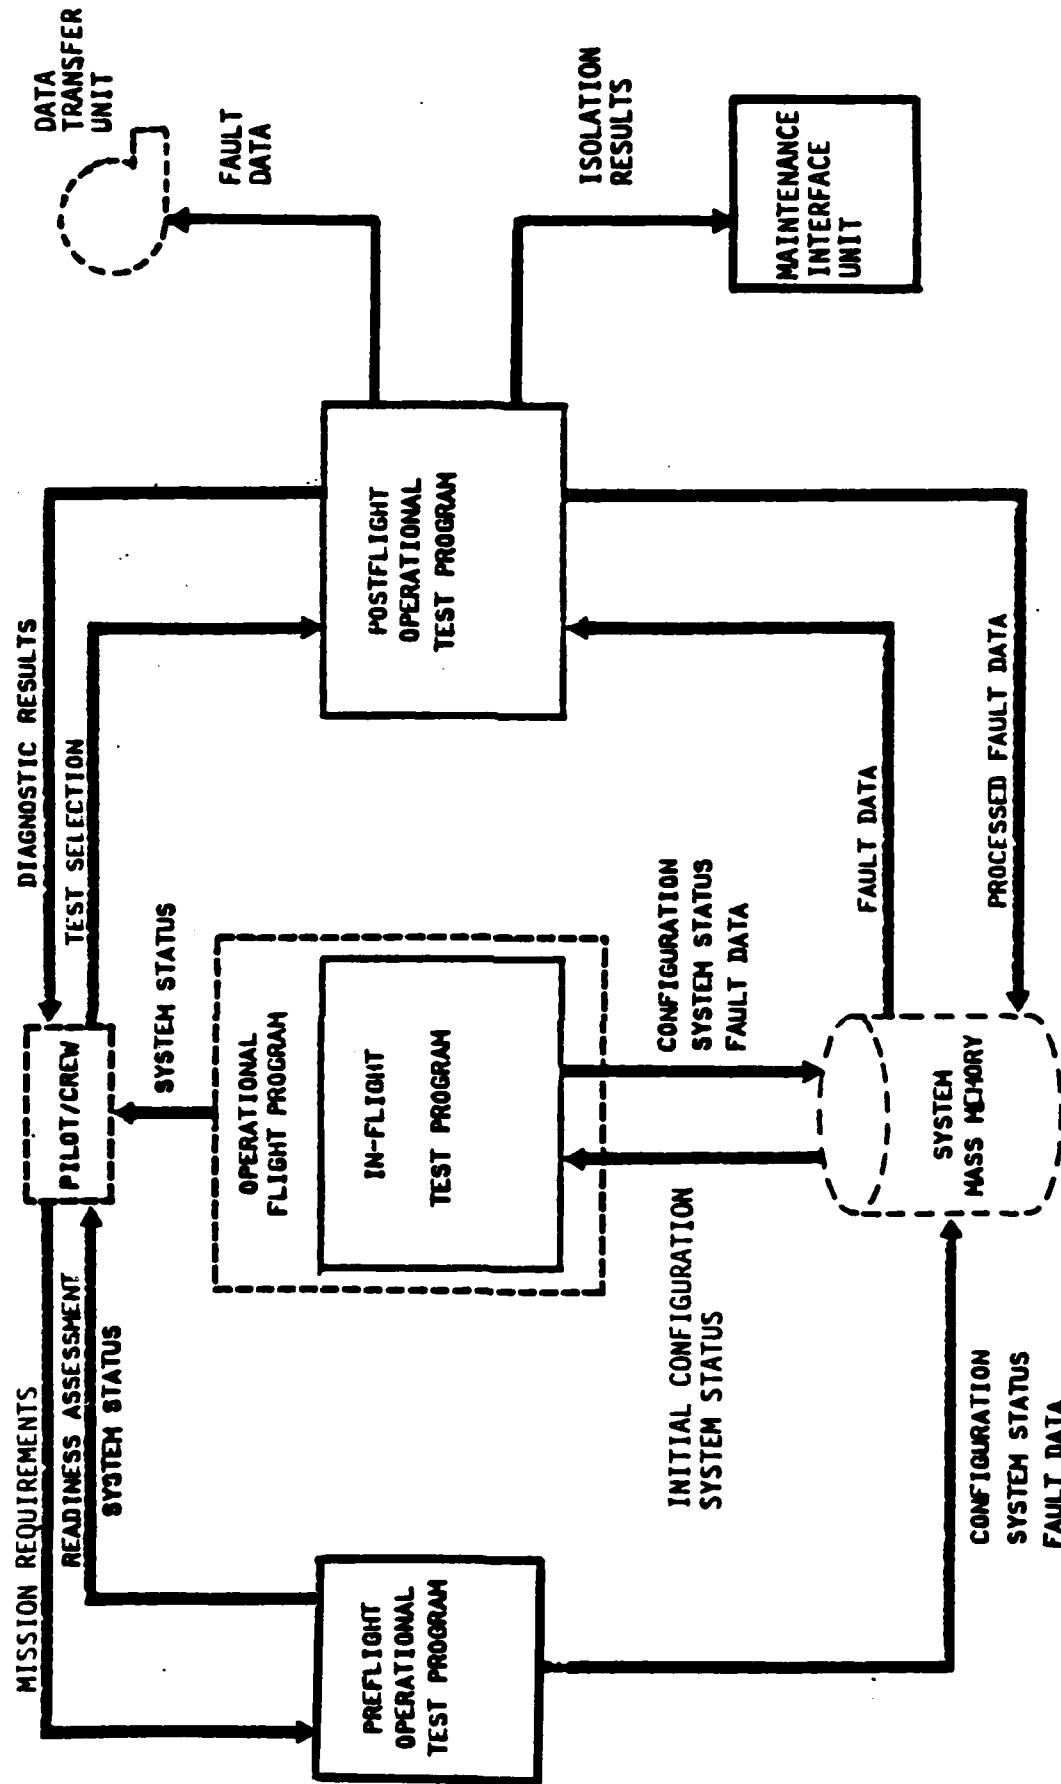 MISSION REQUIREMENTS
READINESS ASSESSMENT
SYSTEM STATUS
PILOT/CREW
DIAGNOSTIC RESULTS
TEST SELECTION
SYSTEM STATUS
DATA
TRANSFER
UNIT
FAULT
DATA
PREFLIGHT
OPERATIONAL
TEST PROGRAM
OPERATIONAL
FLIGHT PROGRAM
IN-FLIGHT
TEST PROGRAM
POSTFLIGHT
OPERATIONAL
TEST PROGRAM
ISOLATION
RESULTS
INITIAL CONFIGURATION
SYSTEM STATUS
CONFIGURATION
SYSTEM STATUS
FAULT DATA
MAINTENANCE
INTERFACE
UNIT
FAULT DATA
SYSTEM
MASS MEMORY
PROCESSED FAULT DATA
CONFIGURATION
SYSTEM STATUS
FAULT DATA